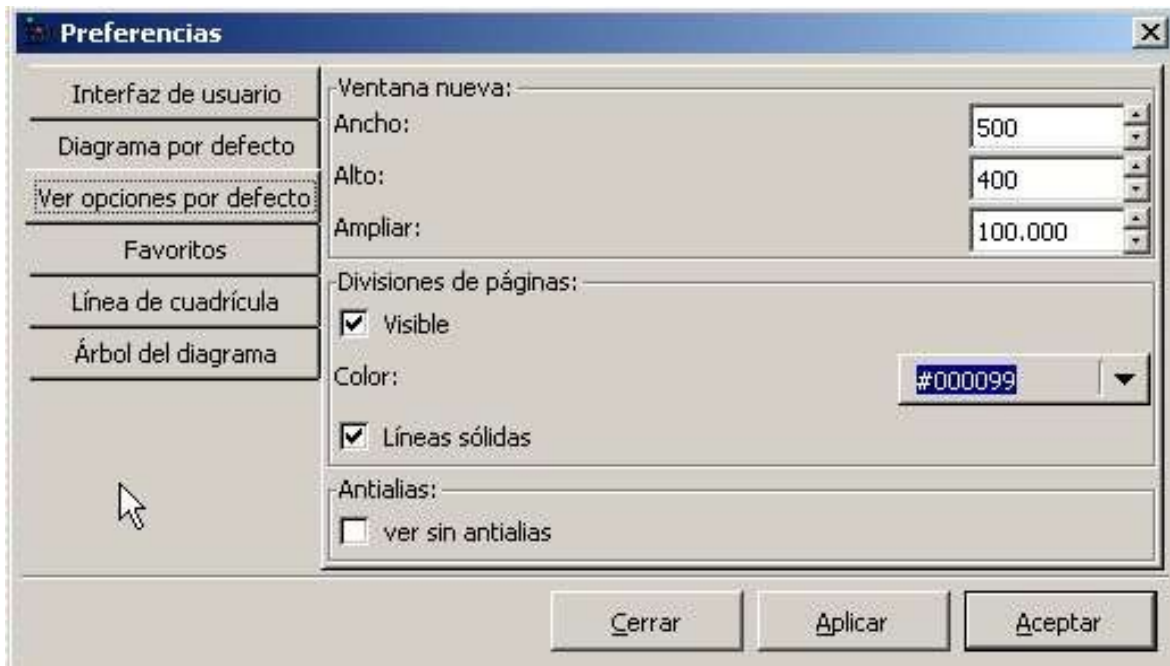 Preferencias
Interfaz de usuario
Diagrama por defecto
Ver opciones por defecto
Favoritos
Línea de cuadrícula
Árbol del diagrama
Ventana nueva:
Ancho: 500
Alto: 400
Ampliar: 100.000
Divisiones de páginas:
Visible
Color: #000099
Líneas sólidas
Antialias:
ver sin antialias
Cerrar Aplicar Aceptar